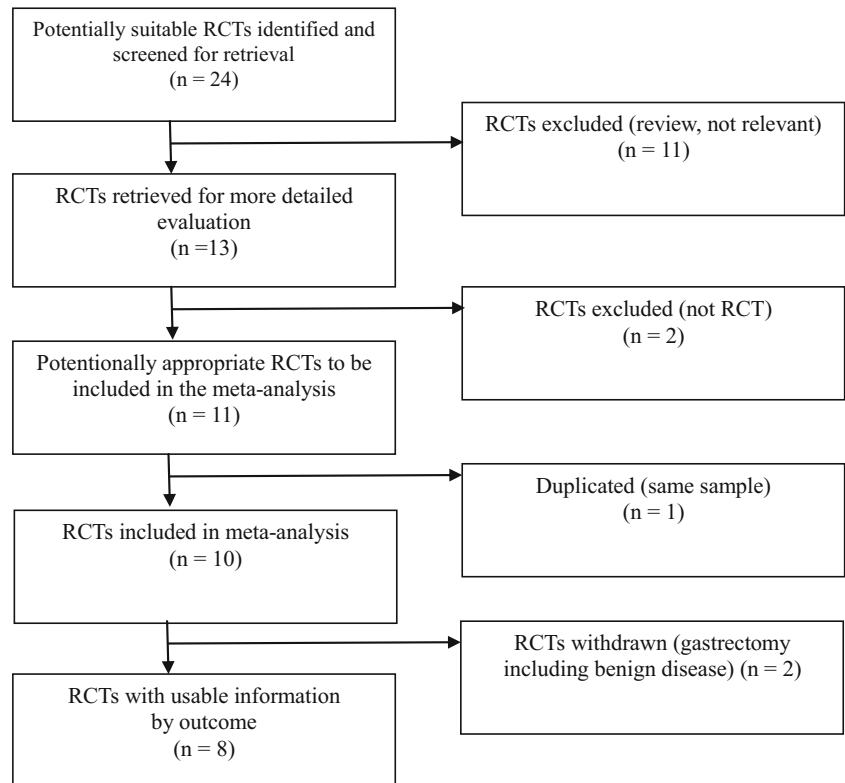 Potentially suitable RCTs identified and
screened for retrieval
(n = 24)
RCTs excluded (review, not relevant)
(n = 11)
RCTs retrieved for more detailed
evaluation
(n =13)
RCTs excluded (not RCT)
(n = 2)
Potentionally appropriate RCTs to be
included in the meta-analysis
(n = 11)
Duplicated (same sample)
(n = 1)
RCTs included in meta-analysis
(n = 10)
RCTs withdrawn (gastrectomy
including benign disease) (n = 2)
RCTs with usable information
by outcome
(n = 8)